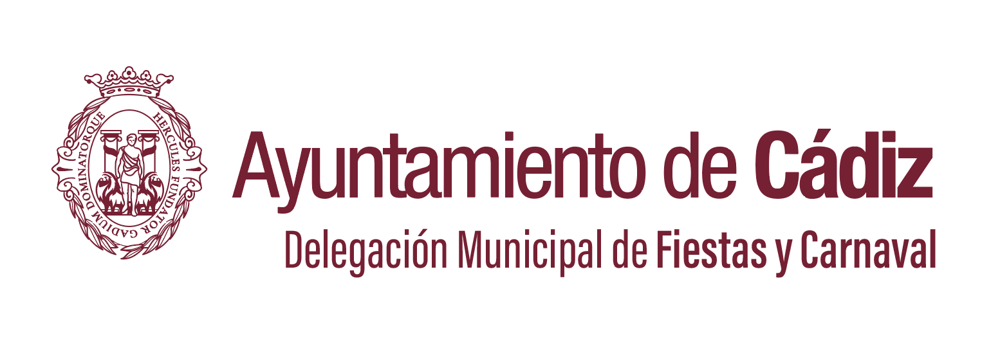 HERCULES FUNDATOR GADIUM DOMINATORQUE
Ayuntamiento de Cádiz
Delegación Municipal de Fiestas y Carnaval